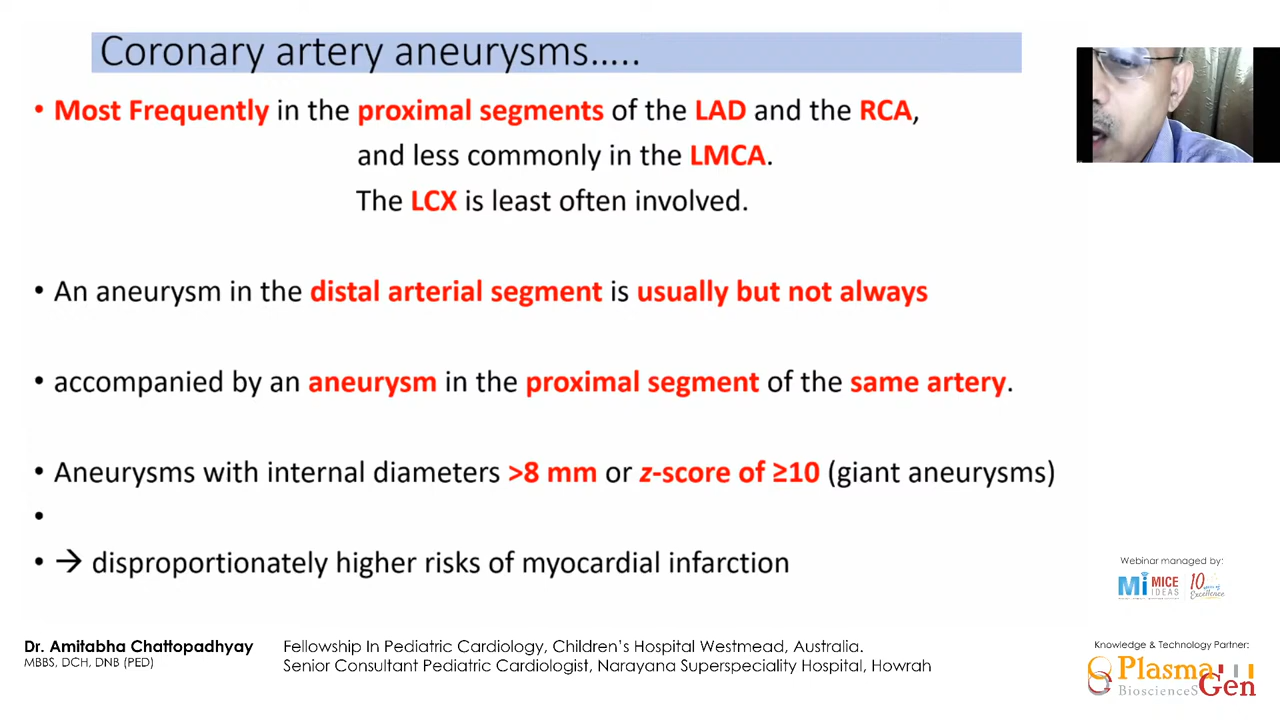 Coronary artery aneurysms…..
• Most Frequently in the proximal segments of the LAD and the RCA,
and less commonly in the LMCA.
The LCX is least often involved.
• An aneurysm in the distal arterial segment is usually but not always
• accompanied by an aneurysm in the proximal segment of the same artery.
• Aneurysms with internal diameters >8 mm or z-score of ≥10 (giant aneurysms)
•
• → disproportionately higher risks of myocardial infarction
Webinar managed by:
Mi MICE IDEAS 10 years of Excellence
Dr. Amitabha Chattopadhyay
MBBS, DCH, DNB (PED)
Fellowship In Pediatric Cardiology, Children's Hospital Westmead, Australia.
Senior Consultant Pediatric Cardiologist, Narayana Superspeciality Hospital, Howrah
Knowledge & Technology Partner:
Plasma Gen
BioscienceS